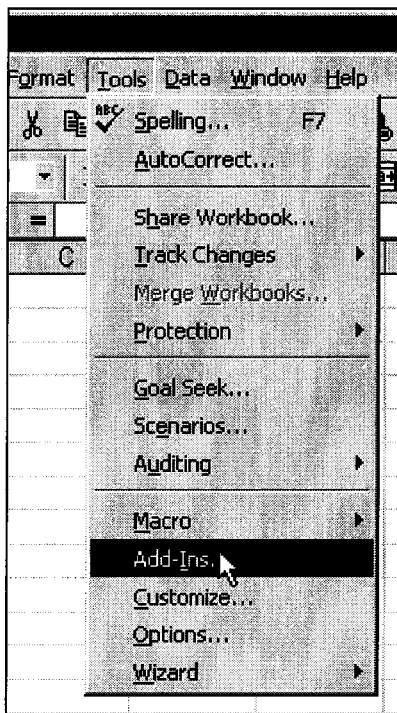 Format Tools Data Window Help
ABC Spelling... F7
AutoCorrect...
=
Share Workbook...
C Track Changes
Merge Workbooks...
Protection
Goal Seek...
Scenarios...
Auditing
Macro
Add-Ins.
Customize...
Options...
Wizard